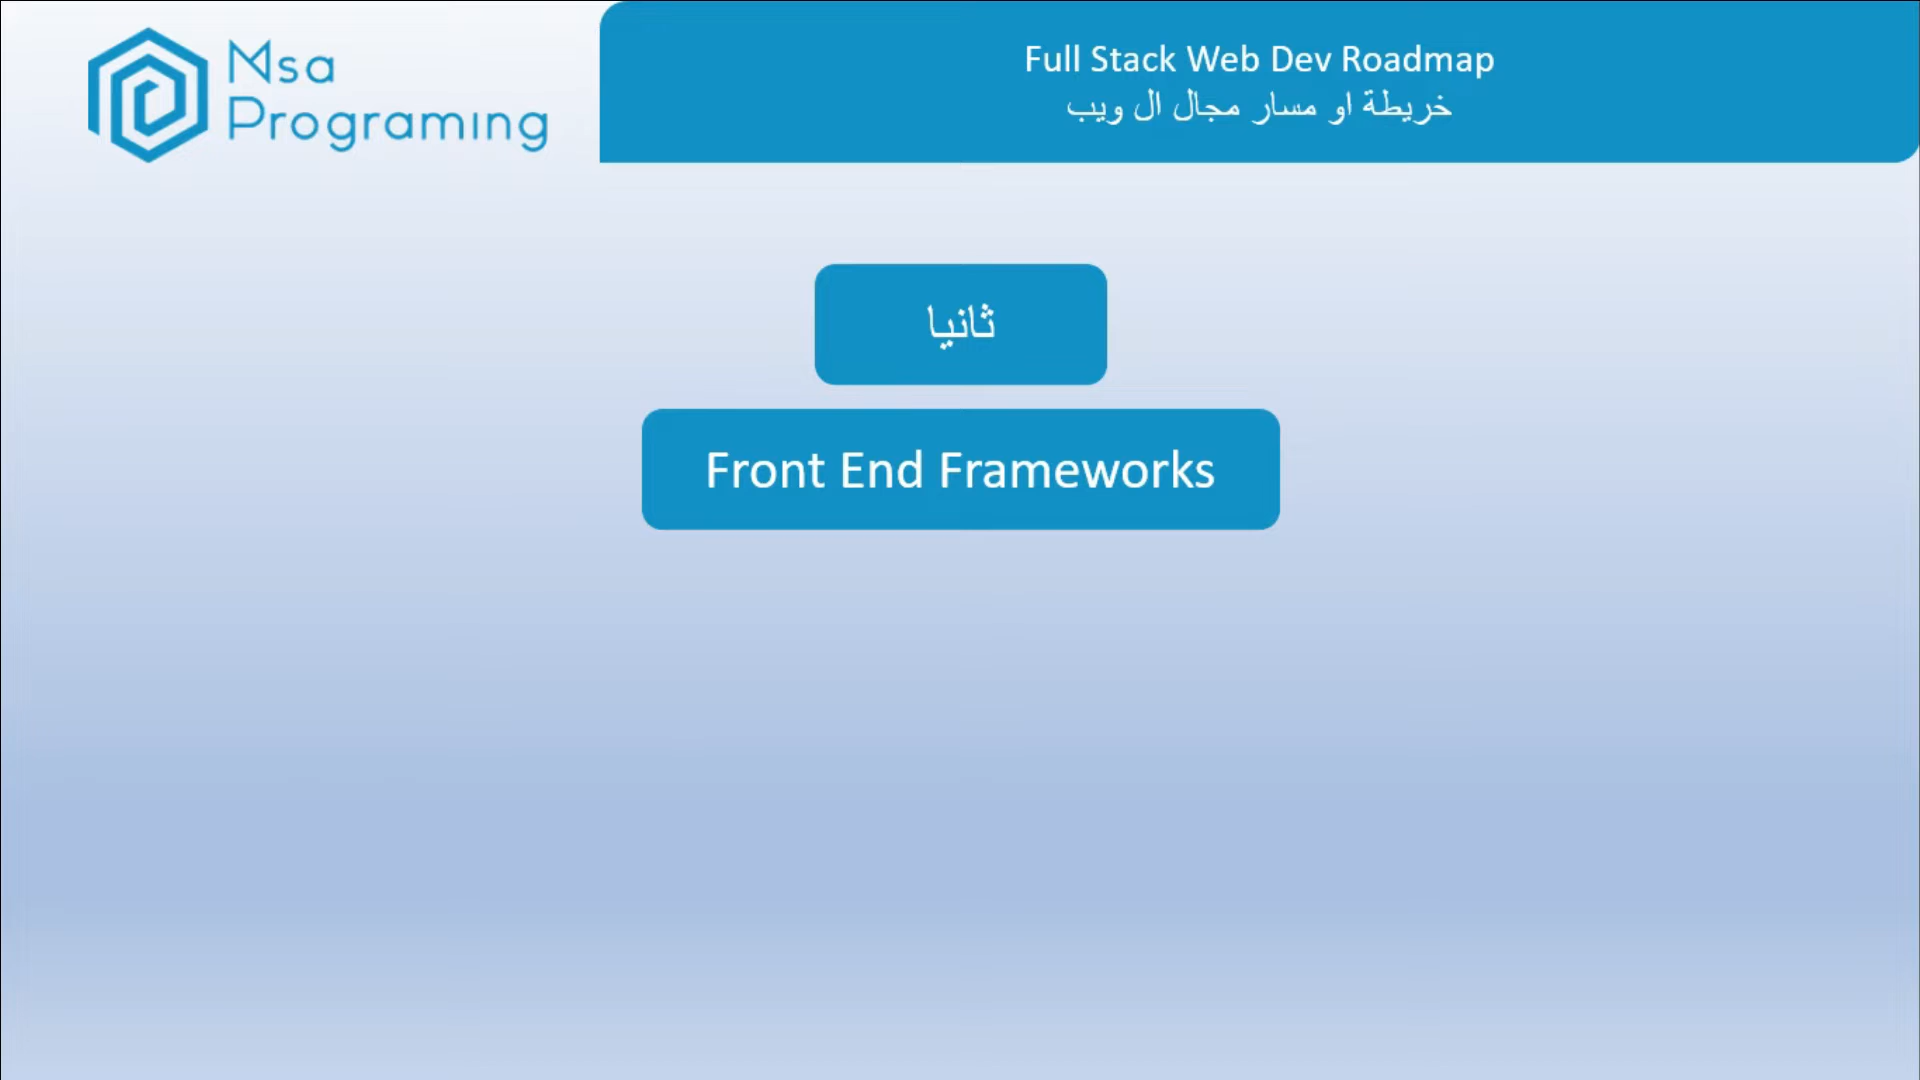 Msa
Programing
Full Stack Web Dev Roadmap
خريطة او مسار مجال ال ويب
ثانيا
Front End Frameworks